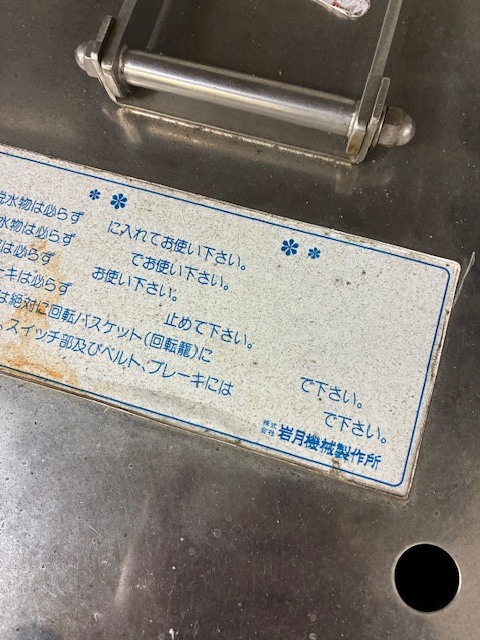 脱水物は必らず に入れてお使い下さい。
水物は必らず でお使い下さい。
は必らず お使い下さい。
ーキは必らず 止めて下さい。
は絶対に回転バスケット(回転籠)に で下さい。
、スイッチ部及びベルト、ブレーキには で下さい。
株式会社 岩月機械製作所